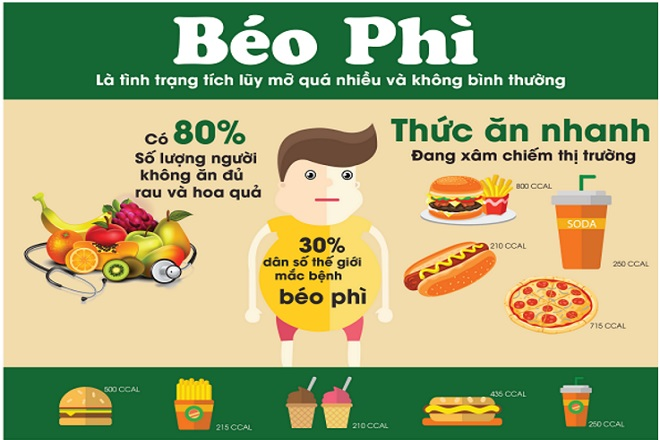 Béo Phì
Là tình trạng tích lũy mở quá nhiều và không bình thường
Có 80%
Số lượng người
không ăn đủ
rau và hoa quả
Thức ăn nhanh
Đang xâm chiếm thị trường
800 CCAL
SODA
210 CCAL
250 CCAL
715 CCAL
30%
dân số thế giới
mắc bệnh
béo phì
500 CCAL
215 CCAL
210 CCAL
435 CCAL
250 CCAL